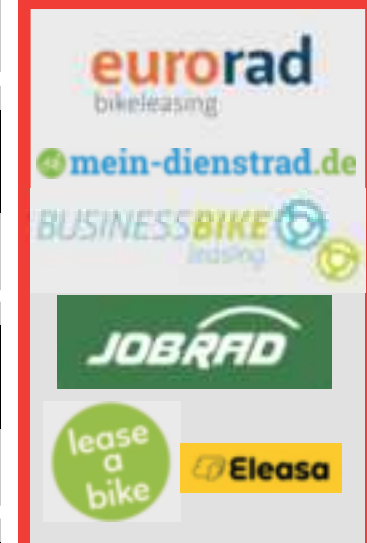 eurorad
bikeleasing
mein-dienstrad.de
BUSINESSBIKE
leasing
JOBRAD
lease
a
bike
Eleasa